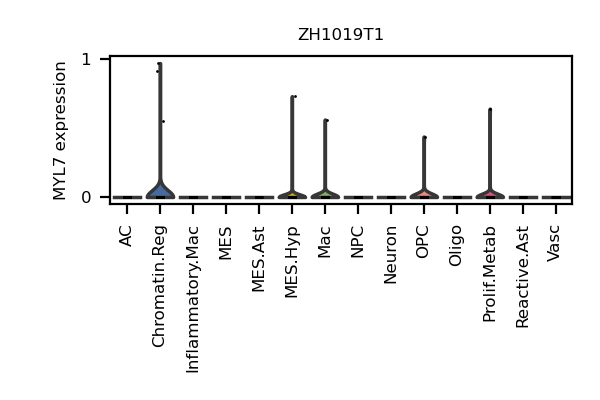 ZH1019T1
MYL7 expression
1
0
AC
Chromatin.Reg
Inflammatory.Mac
MES
MES.Ast
MES.Hyp
Mac
NPC
Neuron
OPC
Oligo
Prolif.Metab
Reactive.Ast
Vasc